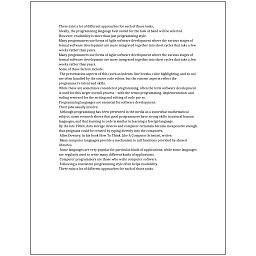 There exist a lot of different approaches for each of those tasks.
Ideally, the programming language best suited for the task at hand will be selected.
However, readability is more than just programming style.
Many programmers use forms of Agile software development where the various stages of
formal software development are more integrated together into short cycles that take a few
weeks rather than years.
Many programmers use forms of Agile software development where the various stages of
formal software development are more integrated together into short cycles that take a few
weeks rather than years.
Some of these factors include:
The presentation aspects of this (such as indents, line breaks, color highlighting, and so on)
are often handled by the source code editor, but the content aspects reflect the
programmer's talent and skills.
While these are sometimes considered programming, often the term software development
is used for this larger overall process – with the terms programming, implementation, and
coding reserved for the writing and editing of code per se.
Programming languages are essential for software development.
Their jobs usually involve:
Although programming has been presented in the media as a somewhat mathematical
subject, some research shows that good programmers have strong skills in natural human
languages, and that learning to code is similar to learning a foreign language.
By the late 1960s, data storage devices and computer terminals became inexpensive enough
that programs could be created by typing directly into the computers.
Allen Downey, in his book How To Think Like A Computer Scientist, writes:
Many computer languages provide a mechanism to call functions provided by shared
libraries.
Some languages are very popular for particular kinds of applications, while some languages
are regularly used to write many different kinds of applications.
Computer programmers are those who write computer software.
Following a consistent programming style often helps readability.
There exist a lot of different approaches for each of those tasks.